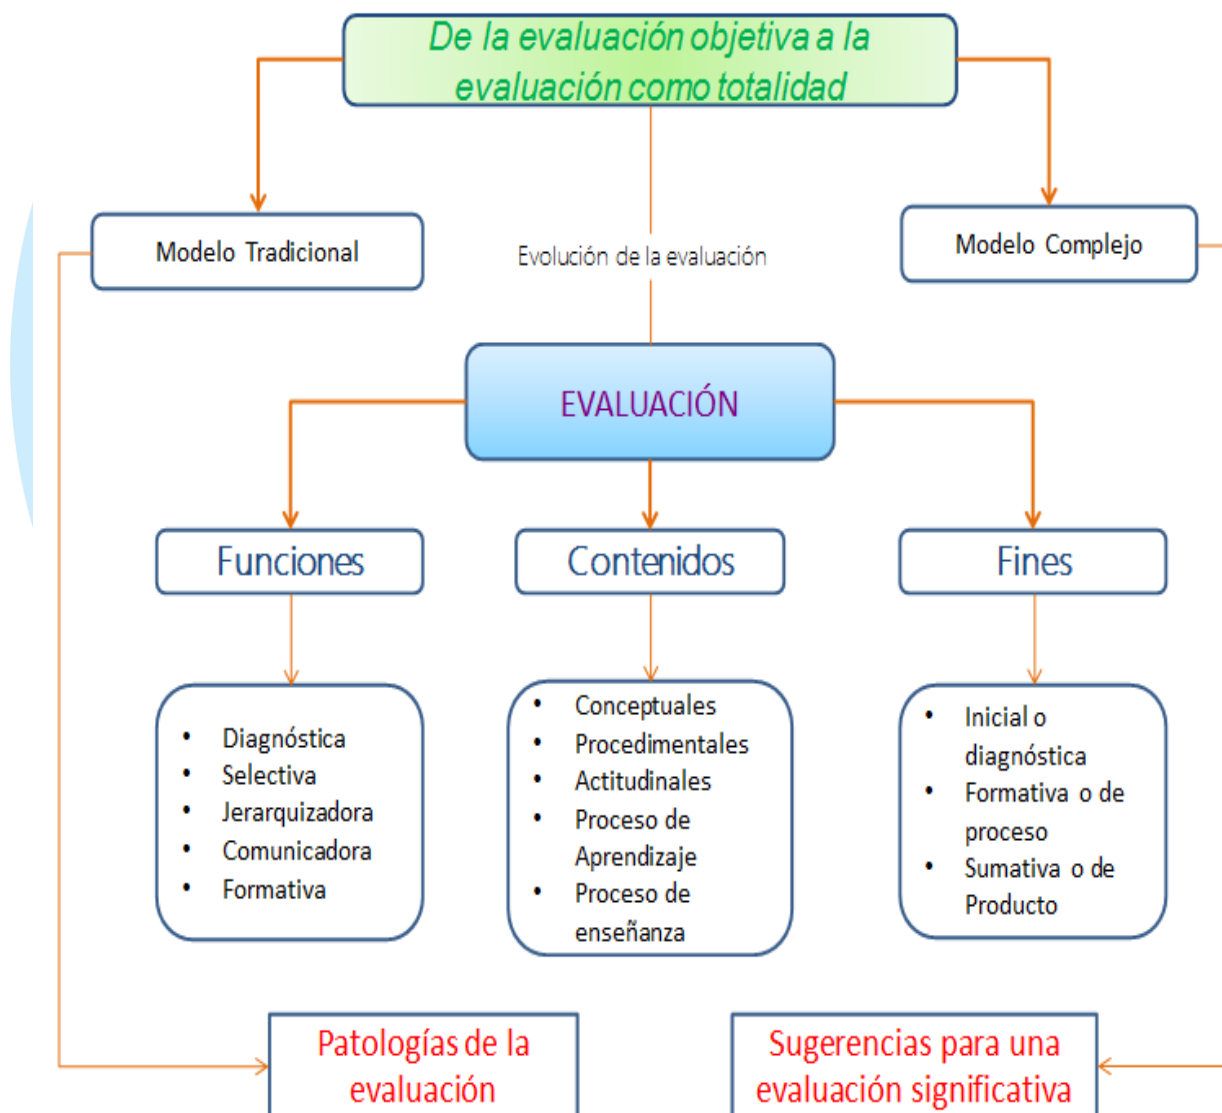 De la evaluación objetiva a la
evaluación como totalidad
Modelo Tradicional
Evolución de la evaluación
Modelo Complejo
EVALUACIÓN
Funciones
Contenidos
Fines
• Diagnóstica
• Selectiva
• Jerarquizadora
• Comunicadora
• Formativa
• Conceptuales
• Procedimentales
• Actitudinales
• Proceso de
Aprendizaje
• Proceso de
enseñanza
• Inicial o
diagnóstica
• Formativa o de
proceso
• Sumativa o de
Producto
Patologías de la
evaluación
Sugerencias para una
evaluación significativa